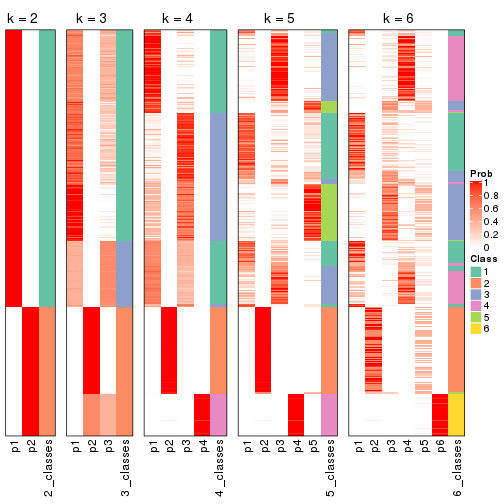 k = 2
k = 3
k = 4
k = 5
k = 6
Prob
1
0.8
0.6
0.4
0.2
0
Class
1
2
3
4
5
6
p1
p2
2_classes
p1
p2
p3
3_classes
p1
p2
p3
p4
4_classes
p1
p2
p3
p4
p5
5_classes
p1
p2
p3
p4
p5
p6
6_classes